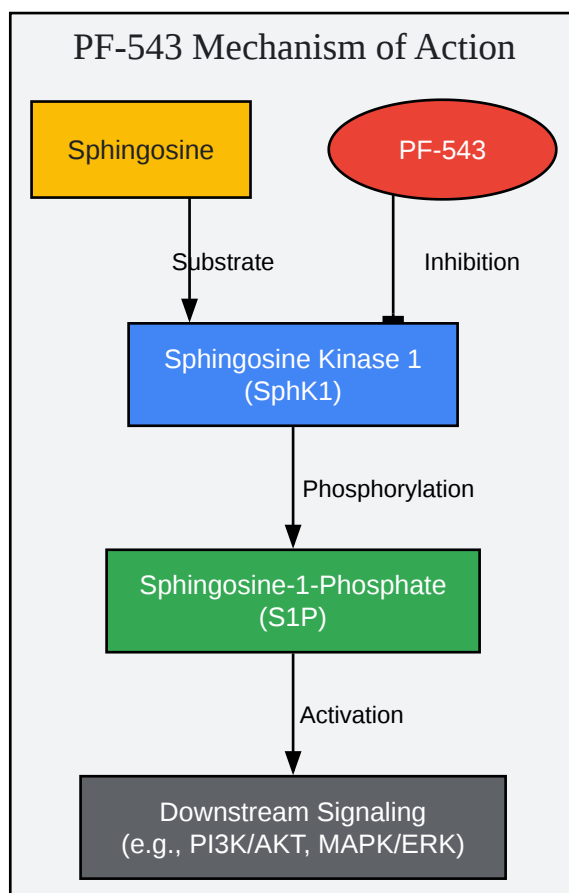 PF-543 Mechanism of Action
Sphingosine
PF-543
Substrate
Inhibition
Sphingosine Kinase 1
(SphK1)
Phosphorylation
Sphingosine-1-Phosphate
(S1P)
Activation
Downstream Signaling
(e.g., PI3K/AKT, MAPK/ERK)